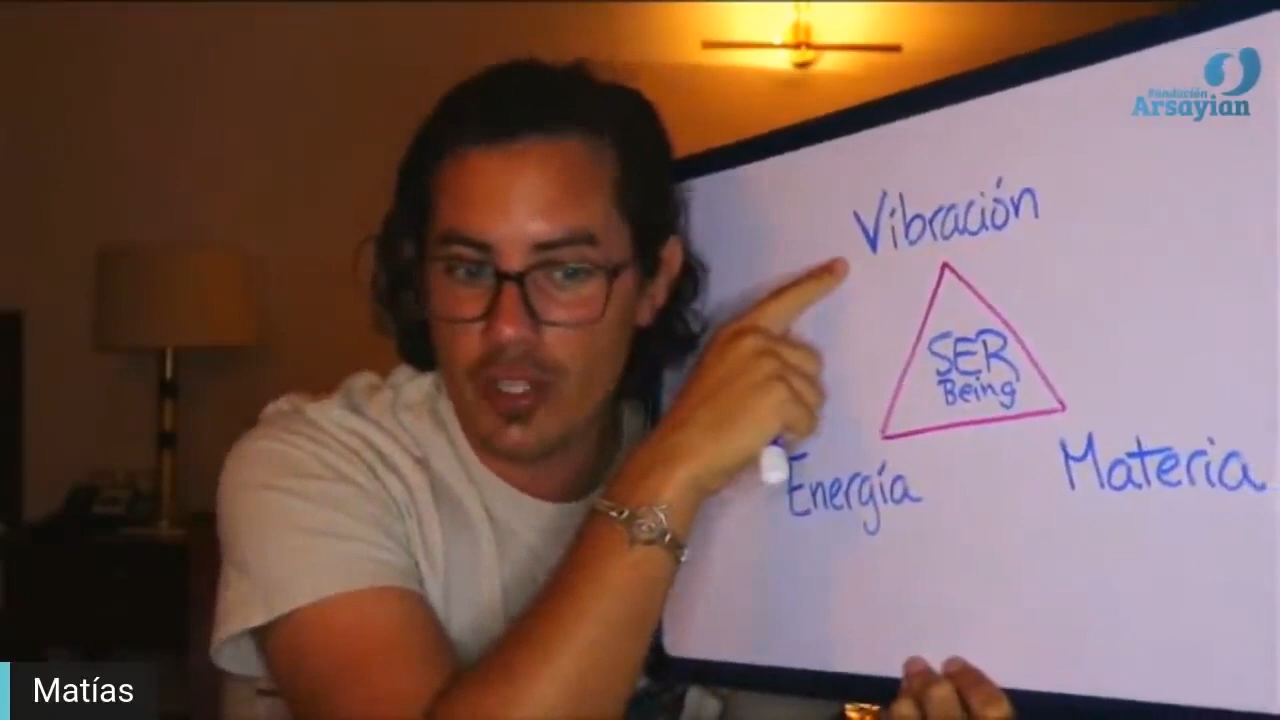 Fundación
Arsayian
Vibración
SER
Being
Energía
Materia
Matías